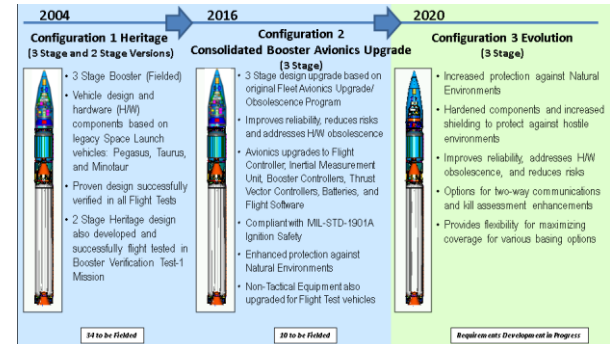 2004
2016
2020
Configuration 1 Heritage
(3 Stage and 2 Stage Versions)
• 3 Stage Booster (Fielded)
• Vehicle design and
hardware (H/W)
components based on
legacy Space Launch
vehicles: Pegasus, Taurus,
and Minotaur
• Proven design successfully
verified in all Flight Tests
• 2 Stage Heritage design
also developed and
successfully flight tested in
Booster Verification Test-1
Mission
34 to be Fielded
Configuration 2
Consolidated Booster Avionics Upgrade
(3 Stage)
• 3 Stage design upgrade based on
original Fleet Avionics Upgrade/
Obsolescence Program
• Improves reliability, reduces risks
and addresses H/W obsolescence
• Avionics upgrades to Flight
Controller, Inertial Measurement
Unit, Booster Controllers, Thrust
Vector Controllers, Batteries, and
Flight Software
• Compliant with MIL-STD-1901A
Ignition Safety
• Enhanced protection against
Natural Environments
• Non-Tactical Equipment also
upgraded for Flight Test vehicles
10 to be Fielded
Configuration 3 Evolution
(3 Stage)
• Increased protection against Natural
Environments
• Hardened components and increased
shielding to protect against hostile
environments
• Improves reliability, addresses H/W
obsolescence, and reduces risks
• Options for two-way communications
and kill assessment enhancements
• Provides flexibility for maximizing
coverage for various basing options
Requirements Development in Progress